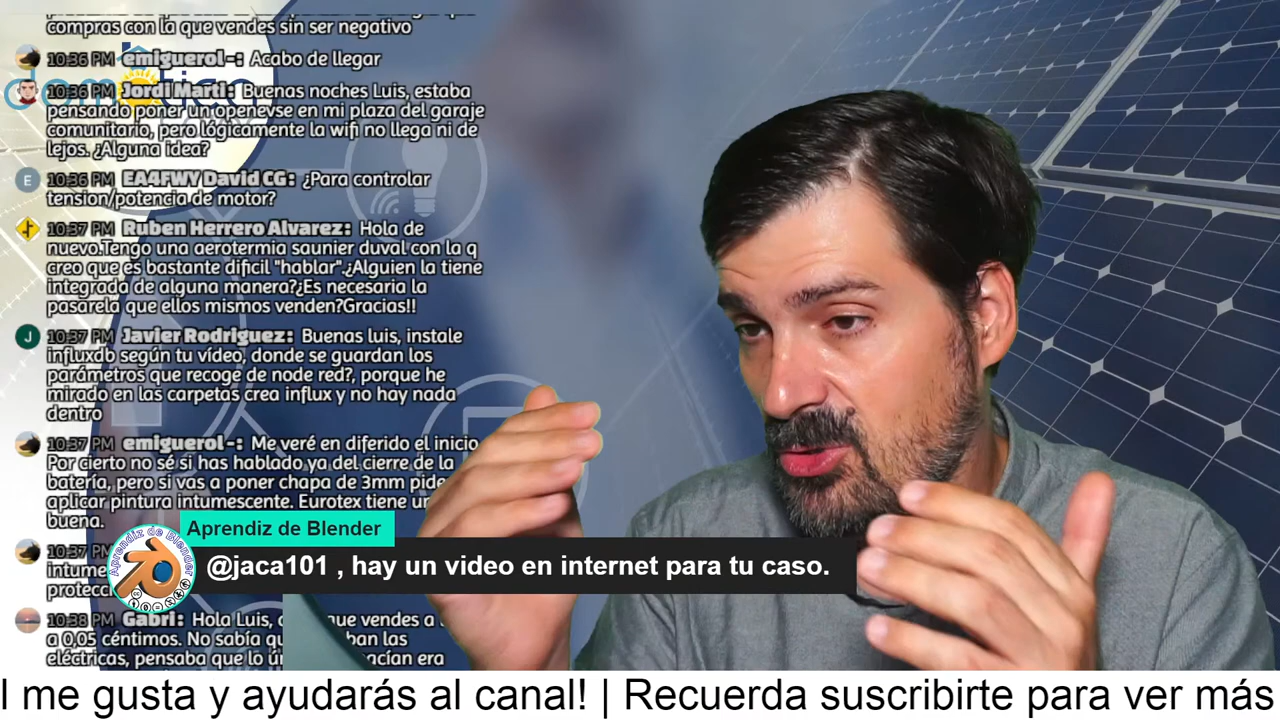 compras con la que vendes sin ser negativo
10:36 PM emiguerol-: Acabo de llegar
10:36 PM Jordi Marti: Buenas noches Luis, estaba
pensando poner un openevse en mi plaza del garaje
comunitario, pero lógicamente la wifi no llega ni de
lejos. ¿Alguna idea?
E 10:36 PM EA4FWY David CG: ¿Para controlar
tension/potencia de motor?
10:37 PM Ruben Herrero Alvarez: Hola de
nuevo.Tengo una aerotermia saunier duval con la q
creo que es bastante dificil "hablar".¿Alguien la tiene
integrada de alguna manera?¿Es necesaria la
pasarela que ellos mismos venden?Gracias!!
J 10:37 PM Javier Rodriguez: Buenas luis, instale
influxdb según tu vídeo, donde se guardan los
parámetros que recoge de node red?, porque he
mirado en las carpetas crea influx y no hay nada
dentro
10:37 PM emiguerol-: Me veré en diferido el inicio
Por cierto no sé si has hablado ya del cierre de la
batería, pero si vas a poner chapa de 3mm pide
aplicar pintura intumescente. Eurotex tiene
buena.
10:37 PM
Aprendiz de Blender
@jaca101 , hay un video en internet para tu caso.
10:38 PM Gabri: Hola Luis, que vendes a
a 0,05 céntimos. No sabía
eléctricas, pensaba que lo era
l me gusta y ayudarás al canal! | Recuerda suscribirte para ver más